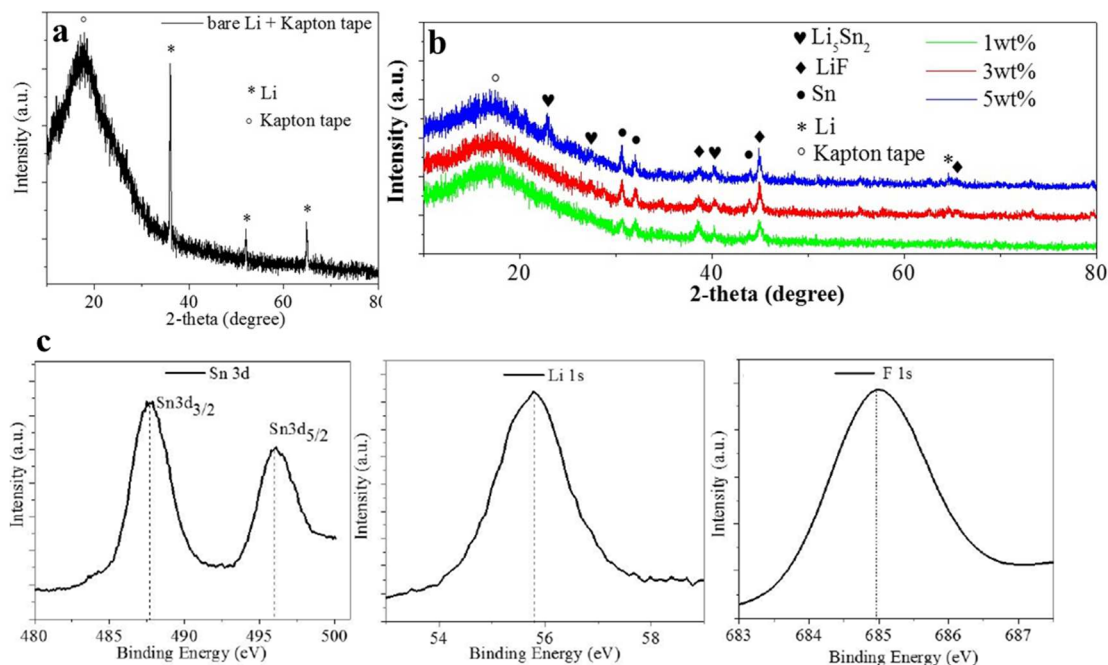 a
○ — bare Li + Kapton tape
*
* Li
○ Kapton tape
*
*
Intensity (a.u.)
20 40 60 80
2-theta (degree)
b
♥ Li₅Sn₂
♦ LiF
● Sn
* Li
○ Kapton tape
1wt%
3wt%
5wt%
○ ♥ ♥ ● ● ♦ ♥ ● ♦ * ♦
Intensity (a.u.)
20 40 60 80
2-theta (degree)
c
Sn 3d
Sn3d3/2
Sn3d5/2
Intensity (a.u.)
480 485 490 495 500
Binding Energy (eV)
Li 1s
Intensity (a.u.)
54 56 58
Binding Energy (eV)
F 1s
Intensity (a.u.)
683 684 685 686 687
Binding Energy (eV)